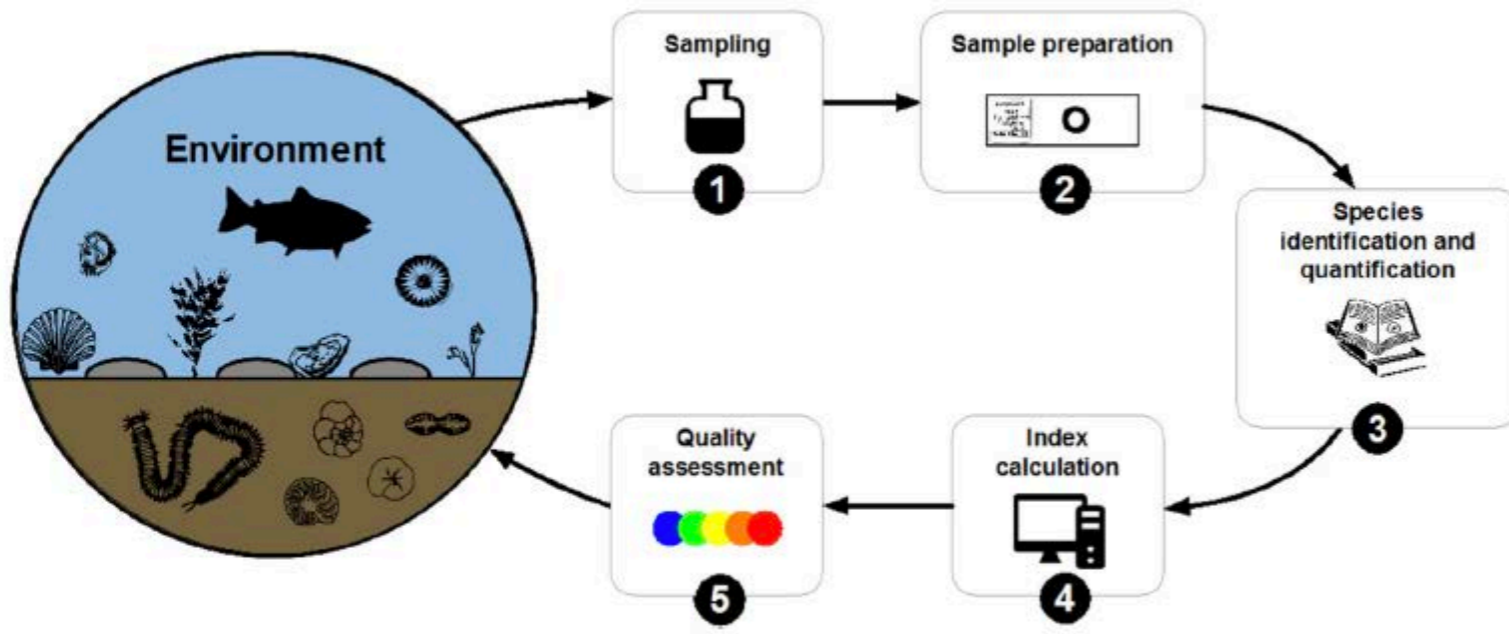 Environment
Sampling
1
Sample preparation
2
Species
identification and
quantification
3
Index
calculation
4
Quality
assessment
5